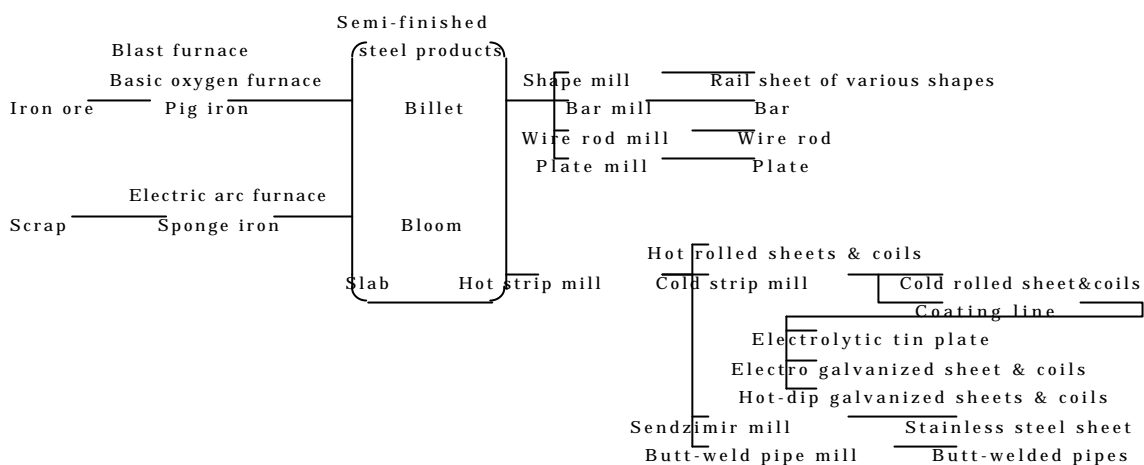 Semi-finished
steel products
Blast furnace
Basic oxygen furnace
Iron ore
Pig iron
Billet
Shape mill
Rail sheet of various shapes
Bar mill
Bar
Wire rod mill
Wire rod
Plate mill
Plate
Electric arc furnace
Scrap
Sponge iron
Bloom
Hot rolled sheets & coils
Slab
Hot strip mill
Cold strip mill
Cold rolled sheet&coils
Coating line
Electrolytic tin plate
Electro galvanized sheet & coils
Hot-dip galvanized sheets & coils
Sendzimir mill
Stainless steel sheet
Butt-weld pipe mill
Butt-welded pipes